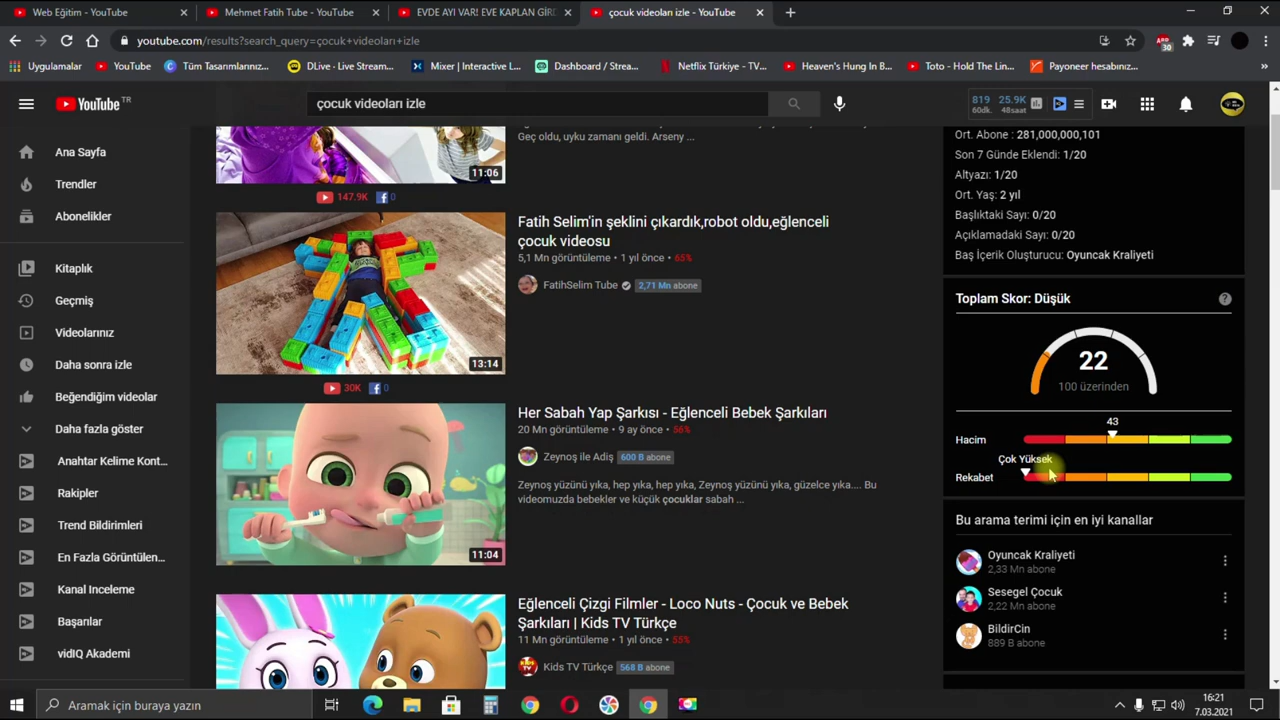 Web Eğitim - YouTube
Mehmet Fatih Tube - YouTube
EVDE AYI VAR! EVE KAPLAN GİRD
çocuk videoları izle - YouTube
youtube.com/results?search_query=çocuk+videoları+izle
30
Uygulamalar
YouTube
Tüm Tasarımlarınız...
DLive - Live Stream...
Mixer | Interactive L...
Dashboard / Strea...
Netflix Türkiye - TV...
Heaven's Hung In B...
Toto - Hold The Lin...
Payoneer hesabınız...
YouTube TR
çocuk videoları izle
819
60dk.
25.9K
48saat
Ana Sayfa
Trendler
Abonelikler
Kitaplık
Geçmiş
Videolarınız
Daha sonra izle
Beğendiğim videolar
Daha fazla göster
Anahtar Kelime Kont...
Rakipler
Trend Bildirimleri
En Fazla Görüntülen...
Kanal Inceleme
Başarılar
vidIQ Akademi
Geç oldu, uyku zamanı geldi. Arseny ...
11:06
147.9K
0
Fatih Selim'in şeklini çıkardık,robot oldu,eğlenceli
çocuk videosu
5,1 Mn görüntüleme • 1 yıl önce • 65%
FatihSelim Tube
2,71 Mn abone
13:14
30K
0
Her Sabah Yap Şarkısı - Eğlenceli Bebek Şarkıları
20 Mn görüntüleme • 9 ay önce • 56%
Zeynoş ile Adiş
600 B abone
Zeynoş yüzünü yıka, hep yıka, hep yıka, Zeynoş yüzünü yıka, güzelce yıka.... Bu
videomuzda bebekler ve küçük çocuklar sabah ...
11:04
Eğlenceli Çizgi Filmler - Loco Nuts - Çocuk ve Bebek
Şarkıları | Kids TV Türkçe
11 Mn görüntüleme • 1 yıl önce • 55%
Kids TV Türkçe
568 B abone
Ort. Abone : 281,000,000,101
Son 7 Günde Eklendi: 1/20
Altyazı: 1/20
Ort. Yaş: 2 yıl
Başlıktaki Sayı: 0/20
Açıklamadaki Sayı: 0/20
Baş İçerik Oluşturucu: Oyuncak Kraliyeti
Toplam Skor: Düşük
22
100 üzerinden
43
Hacim
Çok Yüksek
Rekabet
Bu arama terimi için en iyi kanallar
Oyuncak Kraliyeti
2,33 Mn abone
Sesegel Çocuk
2,22 Mn abone
BildirCin
889 B abone
Aramak için buraya yazın
16:21
7.03.2021